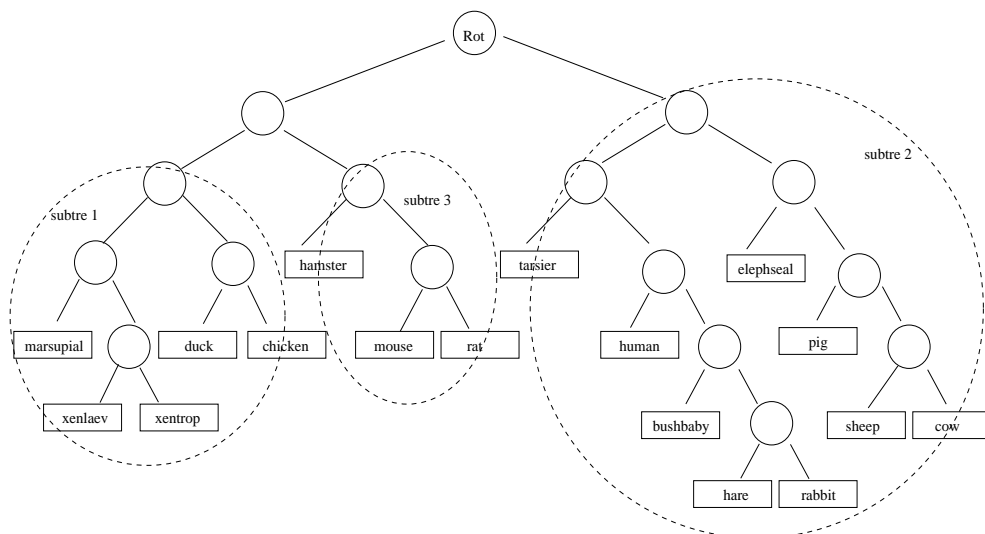 Rot
subtre 2
subtre 1
subtre 3
hamster
tarsier
elephseal
marsupial
duck
chicken
mouse
rat
human
pig
xenlaev
xentrop
bushbaby
sheep
cow
hare
rabbit